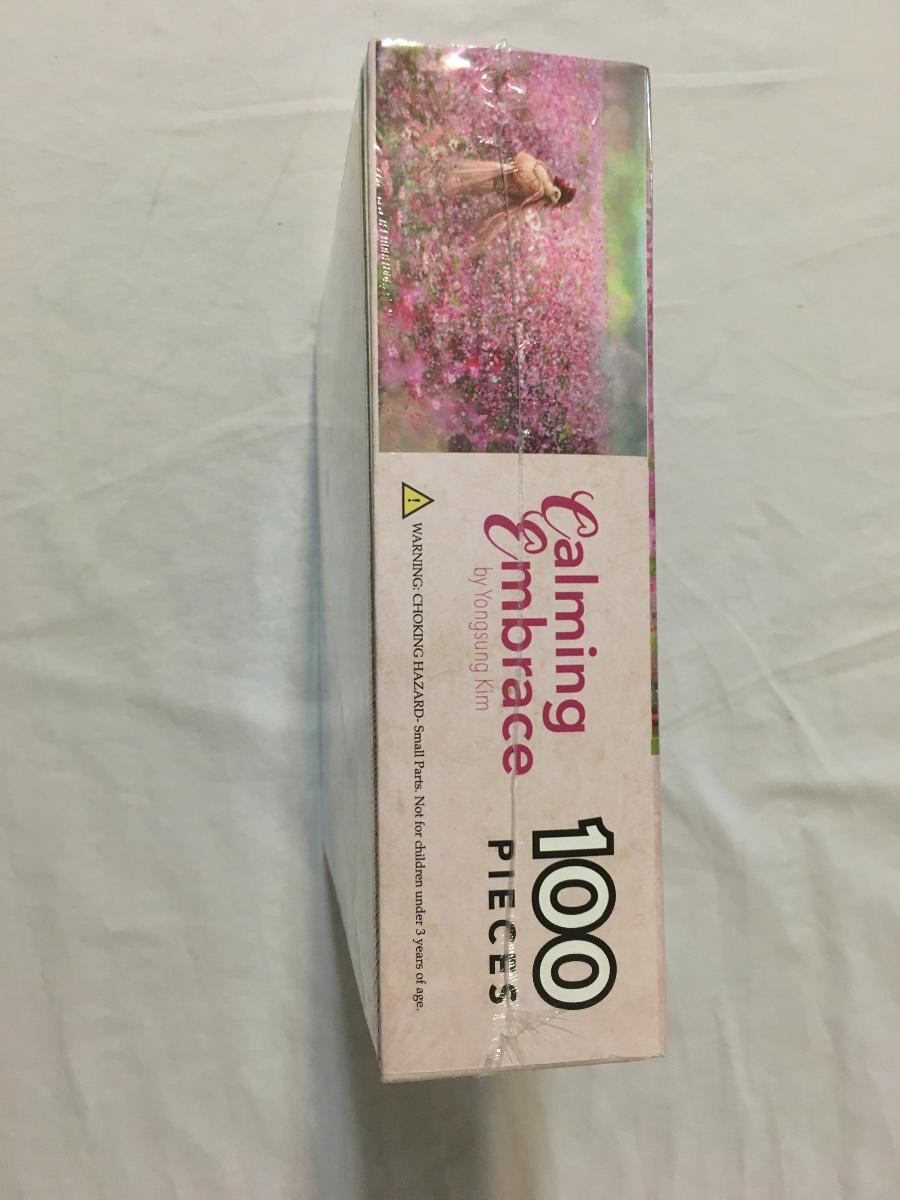 Calming
Embrace
by Yongsung Kim
100
PIECES
WARNING: CHOKING HAZARD- Small Parts. Not for children under 3 years of age.